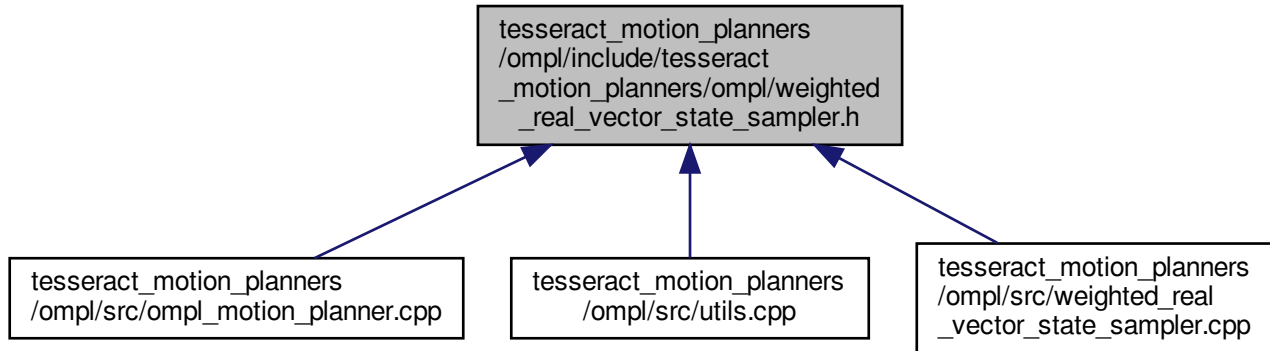 tesseract_motion_planners
/ompl/include/tesseract
_motion_planners/ompl/weighted
_real_vector_state_sampler.h
tesseract_motion_planners
/ompl/src/ompl_motion_planner.cpp
tesseract_motion_planners
/ompl/src/utils.cpp
tesseract_motion_planners
/ompl/src/weighted_real
_vector_state_sampler.cpp